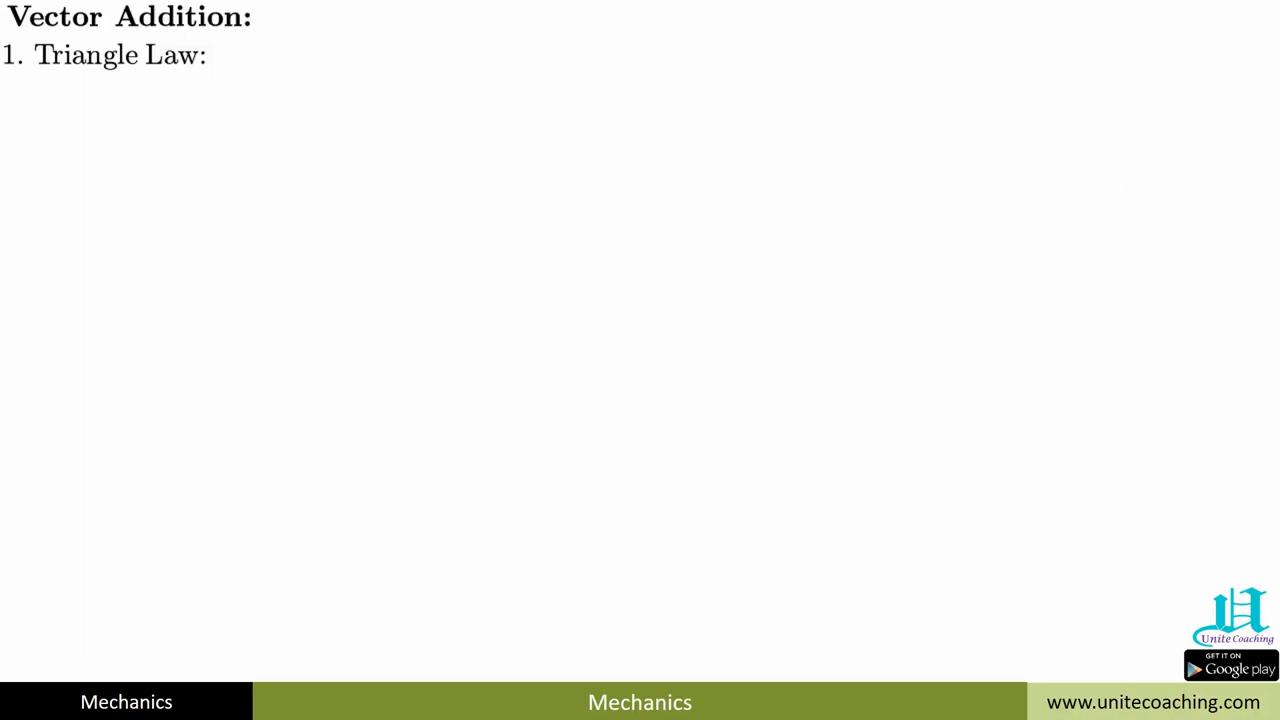 Vector Addition:
1. Triangle Law:
Unite Coaching
GET IT ON
Google play
Mechanics
Mechanics
www.unitecoaching.com